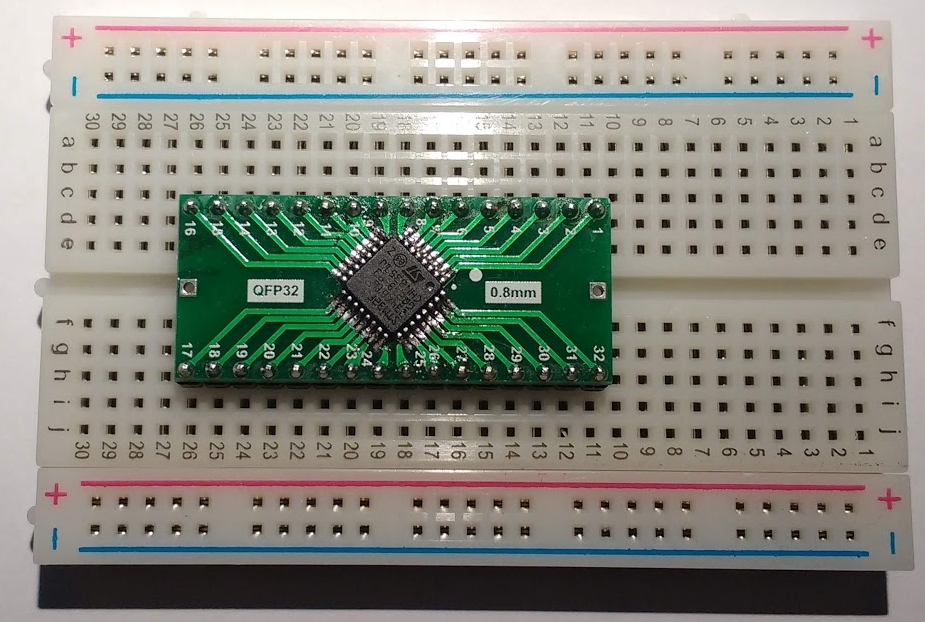 + +
30 29 28 27 26 25 24 23 22 21 20 19 18 17 16 15 14 13 12 11 10 9 8 7 6 5 4 3 2 1
a a
b b
c c
d d
e e
16 15 14 13 12 11 10 9 8 7 6 5 4 3 2 1
QFP32 0.8mm
17 18 19 20 21 22 23 24 25 26 27 28 29 30 31 32
f f
g g
h h
i i
j j
30 29 28 27 26 25 24 23 22 21 20 19 18 17 16 15 14 13 12 11 10 9 8 7 6 5 4 3 2 1
+ +